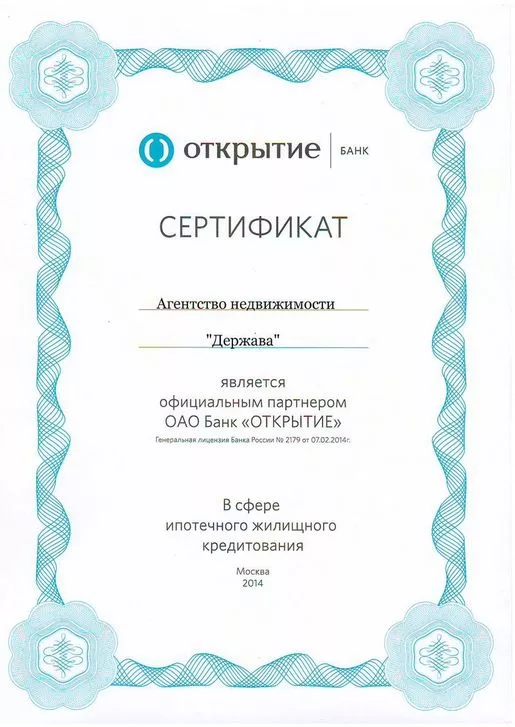 открытие БАНК
СЕРТИФИКАТ
Агентство недвижимости
"Держава"
является
официальным партнером
ОАО Банк «ОТКРЫТИЕ»
Генеральная лицензия Банка России № 2179 от 07.02.2014г.
В сфере
ипотечного жилищного
кредитования
Москва
2014